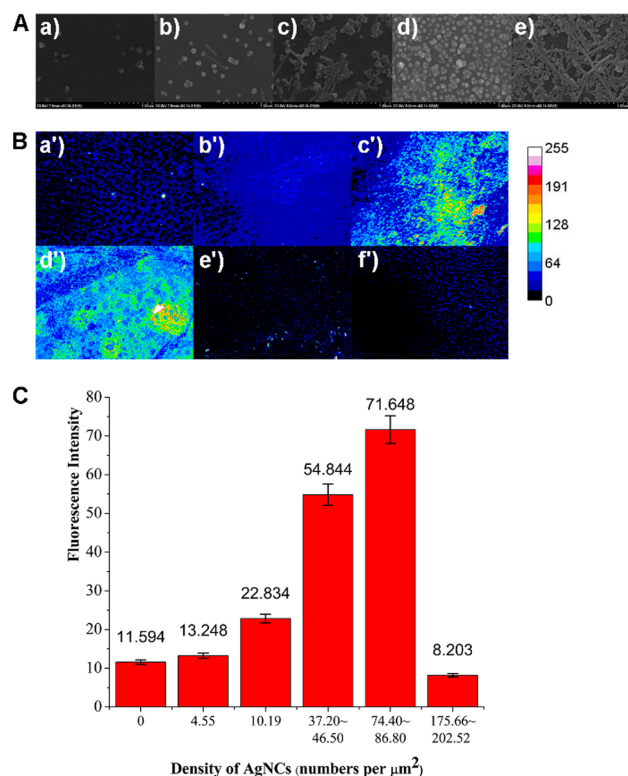 A
a)
b)
c)
d)
e)
B
a')
b')
c')
255
191
128
64
0
d')
e')
f')
C
80
70
60
50
40
30
20
10
0
Fluorescence Intensity
11.594
13.248
22.834
54.844
71.648
8.203
0
4.55
10.19
37.20~
46.50
74.40~
86.80
175.66~
202.52
Density of AgNCs (numbers per μm²)